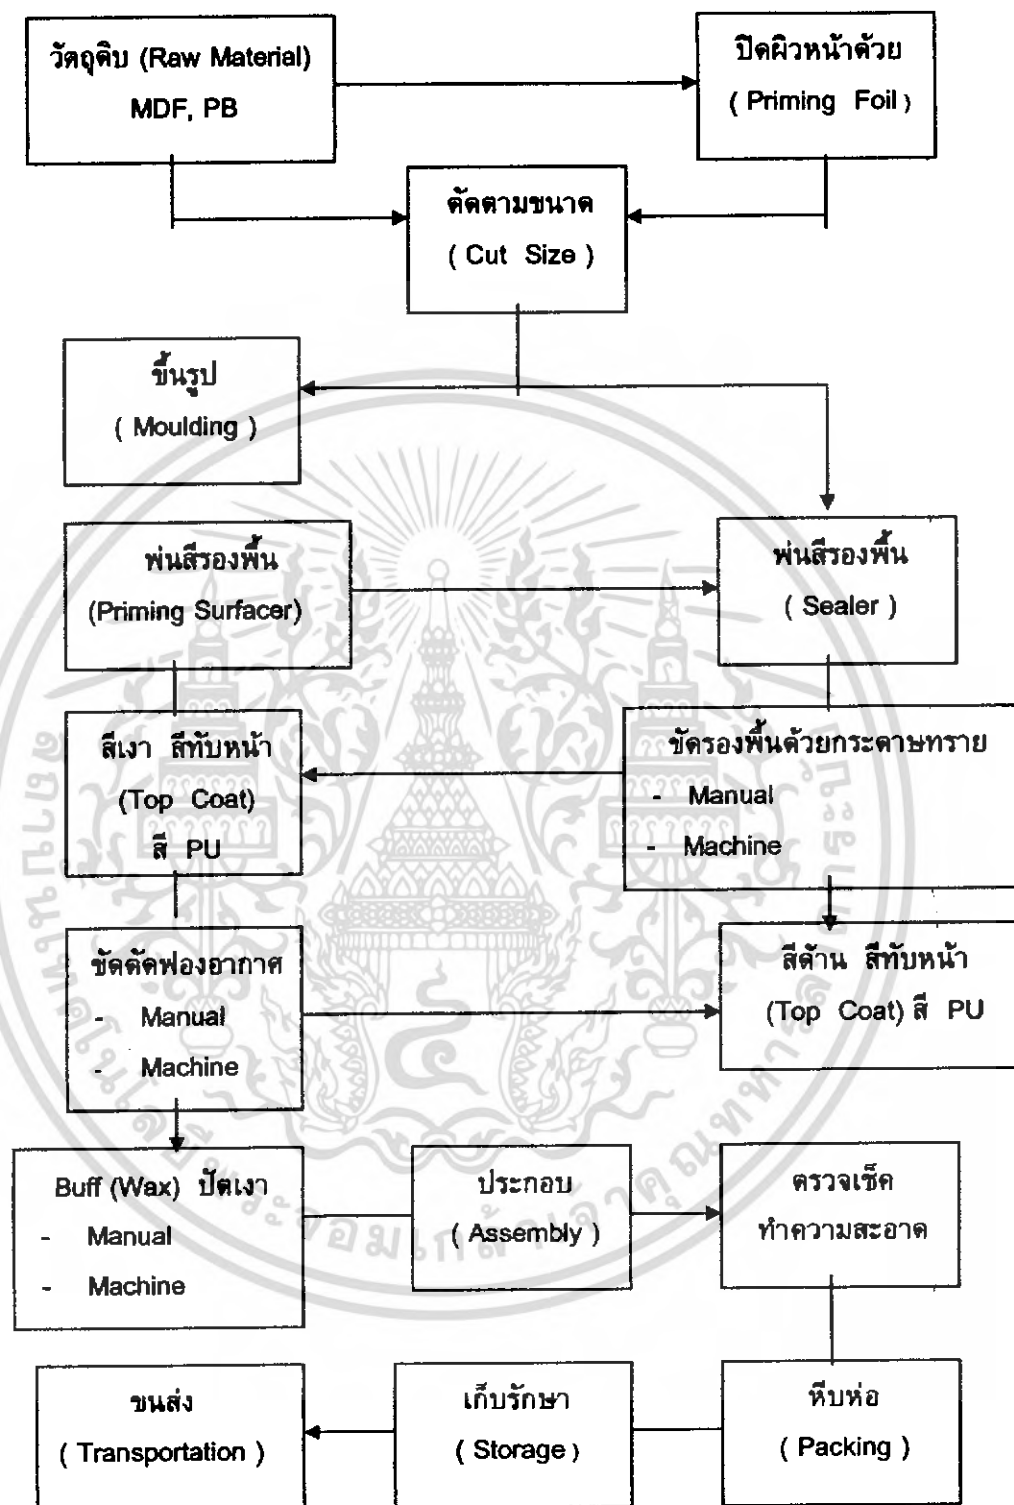 วัตถุดิบ (Raw Material)
MDF, PB
ปิดผิวหน้าด้วย
( Priming Foil )
ตัดตามขนาด
( Cut Size )
ขึ้นรูป
( Moulding )
พ่นสีรองพื้น
(Priming Surfacer)
พ่นสีรองพื้น
( Sealer )
สีเงา สีทับหน้า
(Top Coat)
สี PU
ขัดรองพื้นด้วยกระดาษทราย
- Manual
- Machine
ขัดตัดฟองอากาศ
- Manual
- Machine
สีด้าน สีทับหน้า
(Top Coat) สี PU
Buff (Wax) ปัดเงา
- Manual
- Machine
ประกอบ
( Assembly )
ตรวจเช็ค
ทำความสะอาด
ขนส่ง
( Transportation )
เก็บรักษา
( Storage )
หีบห่อ
( Packing )